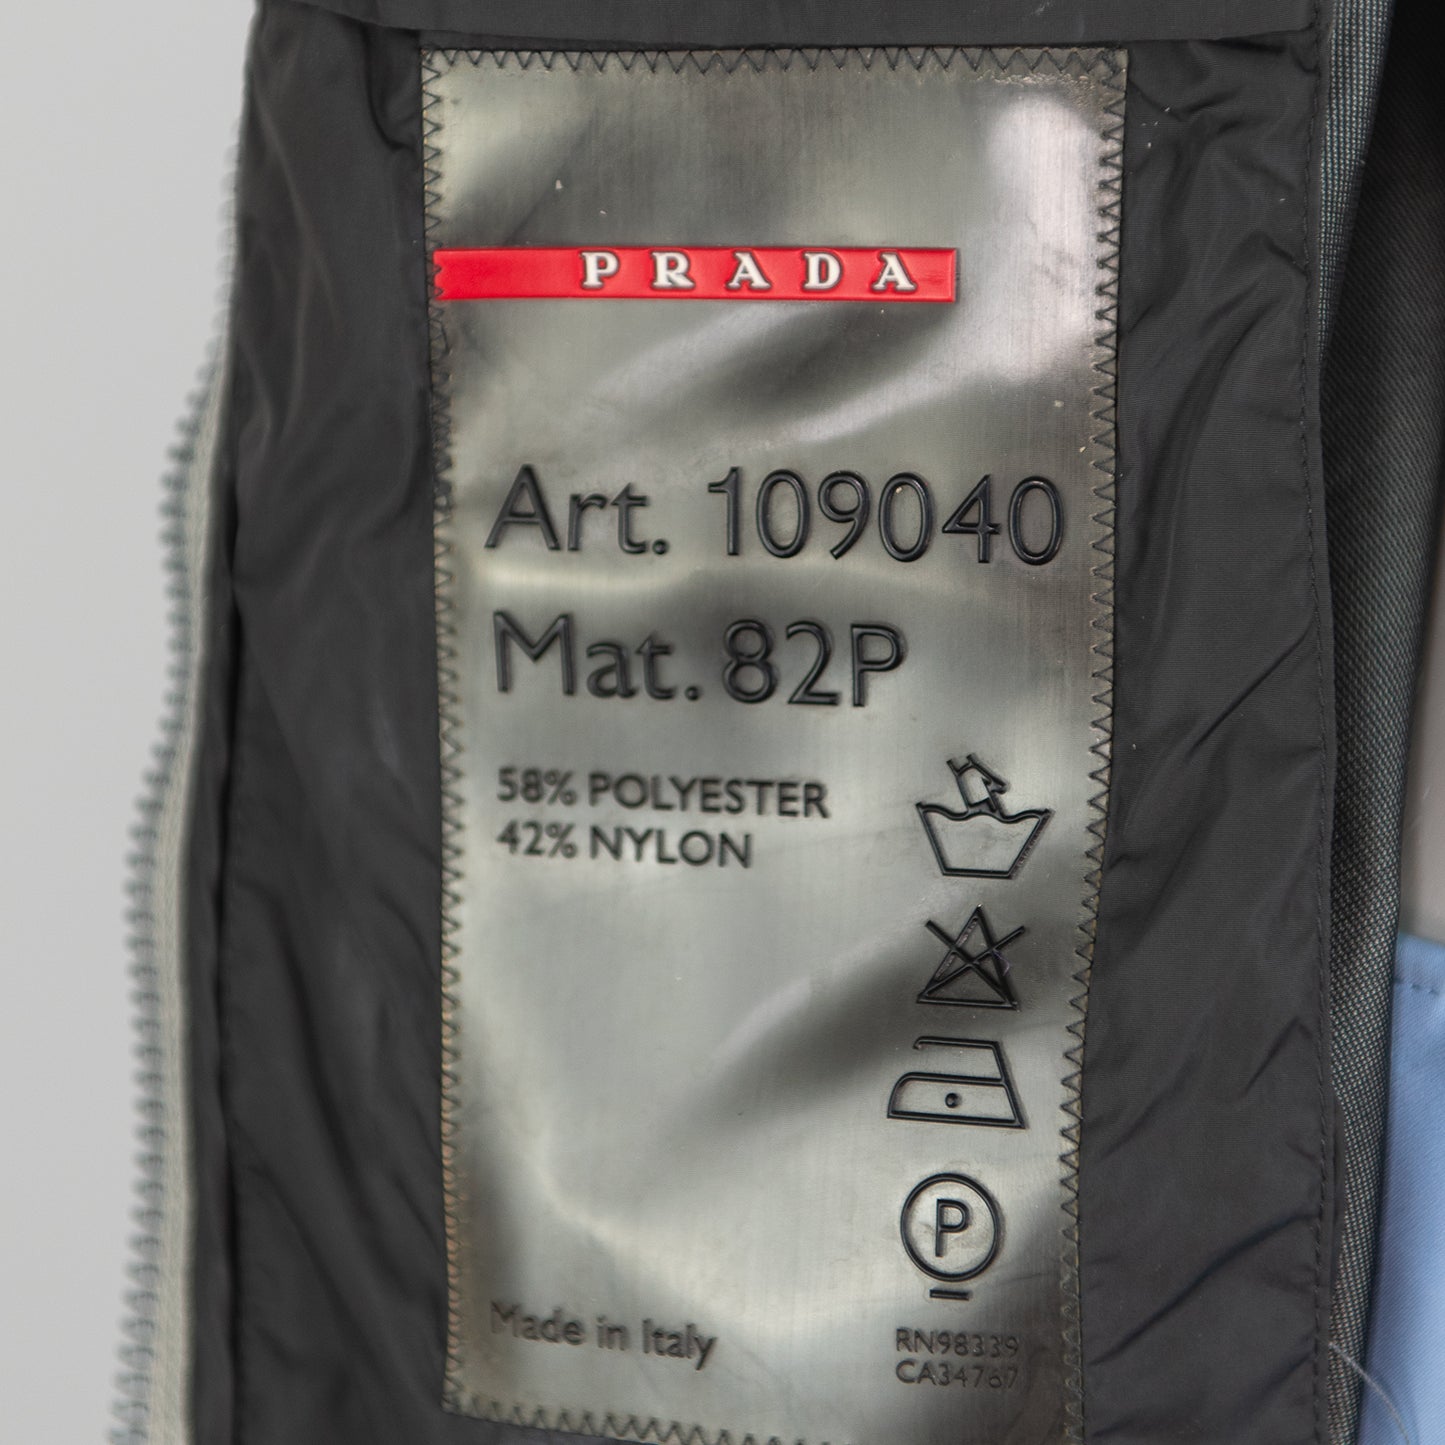 PRADA
Art. 109040
Mat. 82P
58% POLYESTER
42% NYLON
P
Made in Italy
RN98339
CA34767